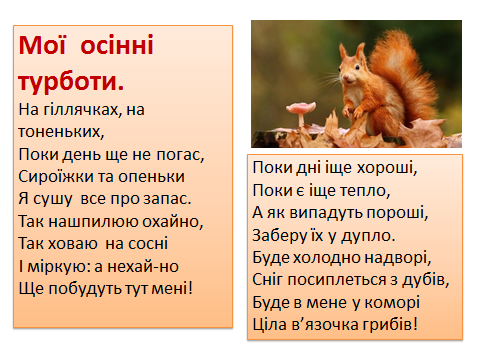 Мої осінні
турботи.
На гіллячках, на
тоненьких,
Поки день ще не погас,
Сироїжки та опеньки
Я сушу все про запас.
Так нашпилюю охайно,
Так ховаю на сосні
І міркую: а нехай-но
Ще побудуть тут мені!
Поки дні іще хороші,
Поки є іще тепло,
А як випадуть пороші,
Заберу їх у дупло.
Буде холодно надворі,
Сніг посиплеться з дубів,
Буде в мене у коморі
Ціла в’язочка грибів!